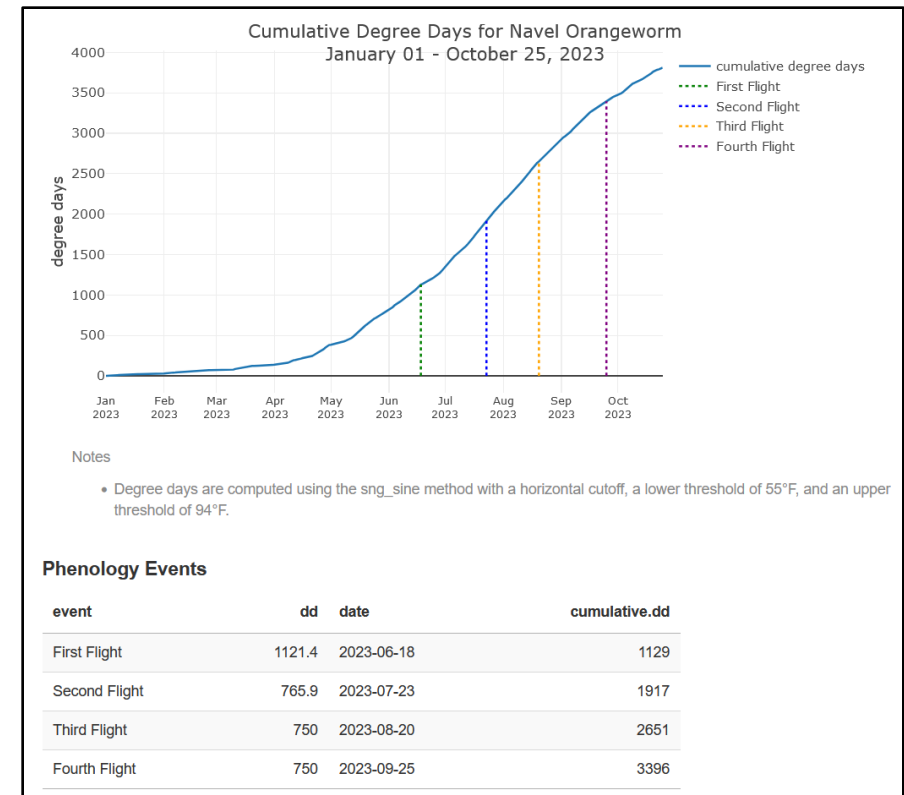 Cumulative Degree Days for Navel Orangeworm
January 01 - October 25, 2023
4000
3500
3000
2500
2000
1500
1000
500
0
degree days
cumulative degree days
First Flight
Second Flight
Third Flight
Fourth Flight
Jan Feb Mar Apr May Jun Jul Aug Sep Oct
2023 2023 2023 2023 2023 2023 2023 2023 2023 2023
Notes
• Degree days are computed using the sng_sine method with a horizontal cutoff, a lower threshold of 55°F, and an upper
threshold of 94°F.
Phenology Events
event dd date cumulative.dd
First Flight 1121.4 2023-06-18 1129
Second Flight 765.9 2023-07-23 1917
Third Flight 750 2023-08-20 2651
Fourth Flight 750 2023-09-25 3396